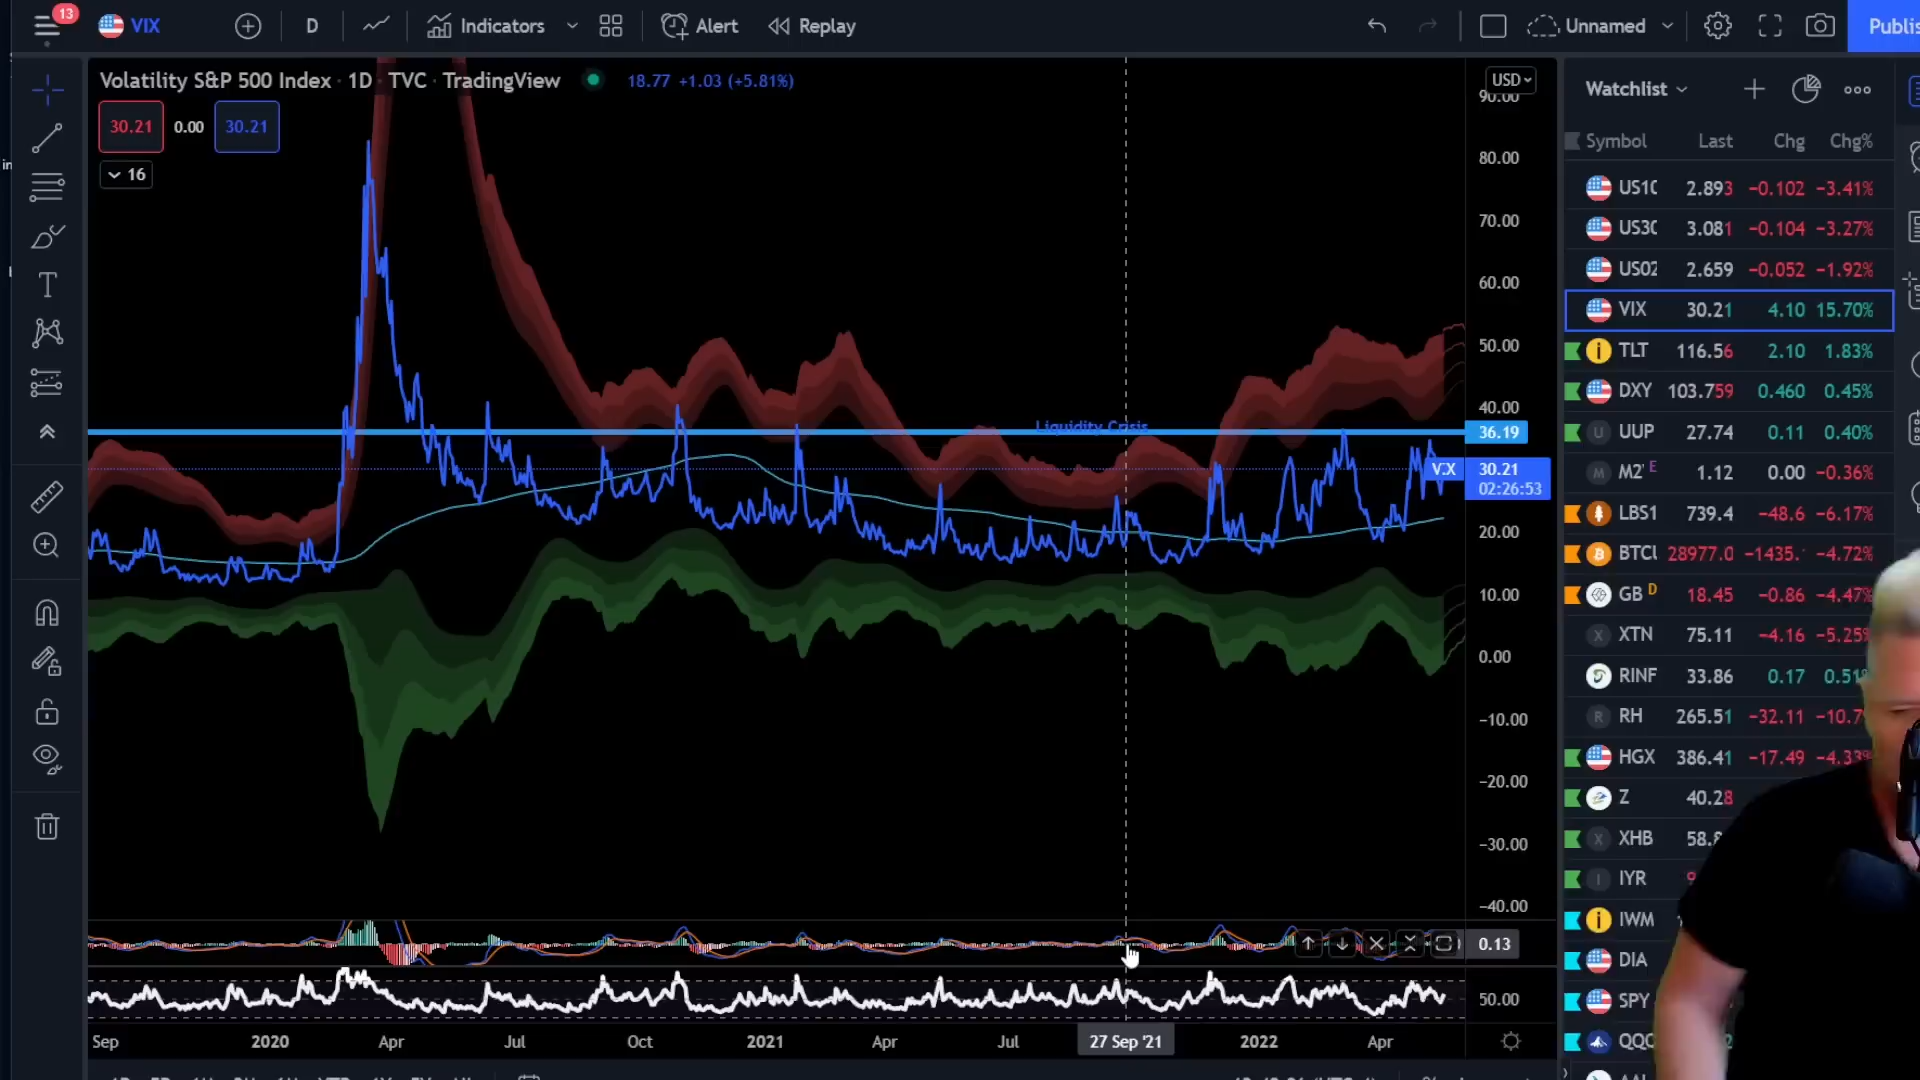 13
VIX
D
Indicators
Alert
Replay
Unnamed
Publis
Volatility S&P 500 Index · 1D · TVC · TradingView
18.77 +1.03 (+5.81%)
30.21 0.00 30.21
16
USD
90.00
80.00
70.00
60.00
50.00
40.00
36.19
VIX 30.21
02:26:53
20.00
10.00
0.00
-10.00
-20.00
-30.00
-40.00
0.13
50.00
Liquidity Crisis
Sep 2020 Apr Jul Oct 2021 Apr Jul 27 Sep '21 2022 Apr
Watchlist
Symbol Last Chg Chg%
US10 2.893 -0.102 -3.41%
US30 3.081 -0.104 -3.27%
US02 2.659 -0.052 -1.92%
VIX 30.21 4.10 15.70%
TLT 116.56 2.10 1.83%
DXY 103.759 0.460 0.45%
UUP 27.74 0.11 0.40%
M2 E 1.12 0.00 -0.36%
LBS1 739.4 -48.6 -6.17%
BTCU 28977.0 -1435. -4.72%
GB D 18.45 -0.86 -4.47%
XTN 75.11 -4.16 -5.25%
RINF 33.86 0.17 0.51%
RH 265.51 -32.11 -10.7
HGX 386.41 -17.49 -4.33%
Z 40.28
XHB 58.
IYR
IWM
DIA
SPY
QQQ